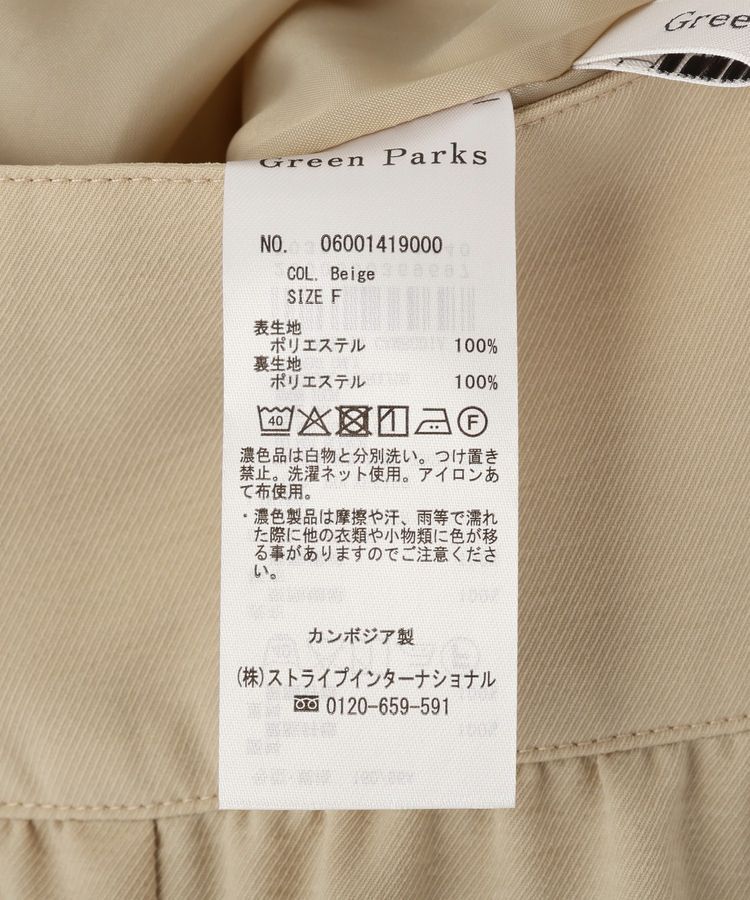 Green
Green Parks
NO. 06001419000
COL. Beige
SIZE F
表生地
ポリエステル 100%
裏生地
ポリエステル 100%
40 F
濃色品は白物と分別洗い。つけ置き
禁止。洗濯ネット使用。アイロンあ
て布使用。
・濃色製品は摩擦や汗、雨等で濡れ
た際に他の衣類や小物類に色が移
る事がありますのでご注意くださ
い。
カンボジア製
(株)ストライプインターナショナル
0120-659-591